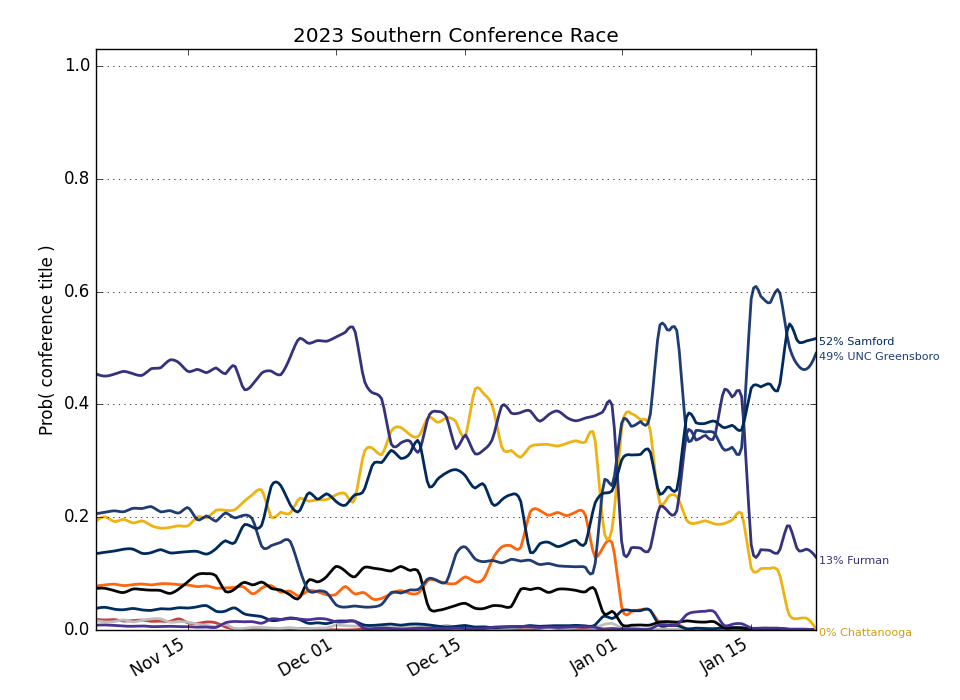 2023 Southern Conference Race
Prob( conference title )
1.0
0.8
0.6
0.4
0.2
0.0
Nov 15
Dec 01
Dec 15
Jan 01
Jan 15
52% Samford
49% UNC Greensboro
13% Furman
0% Chattanooga